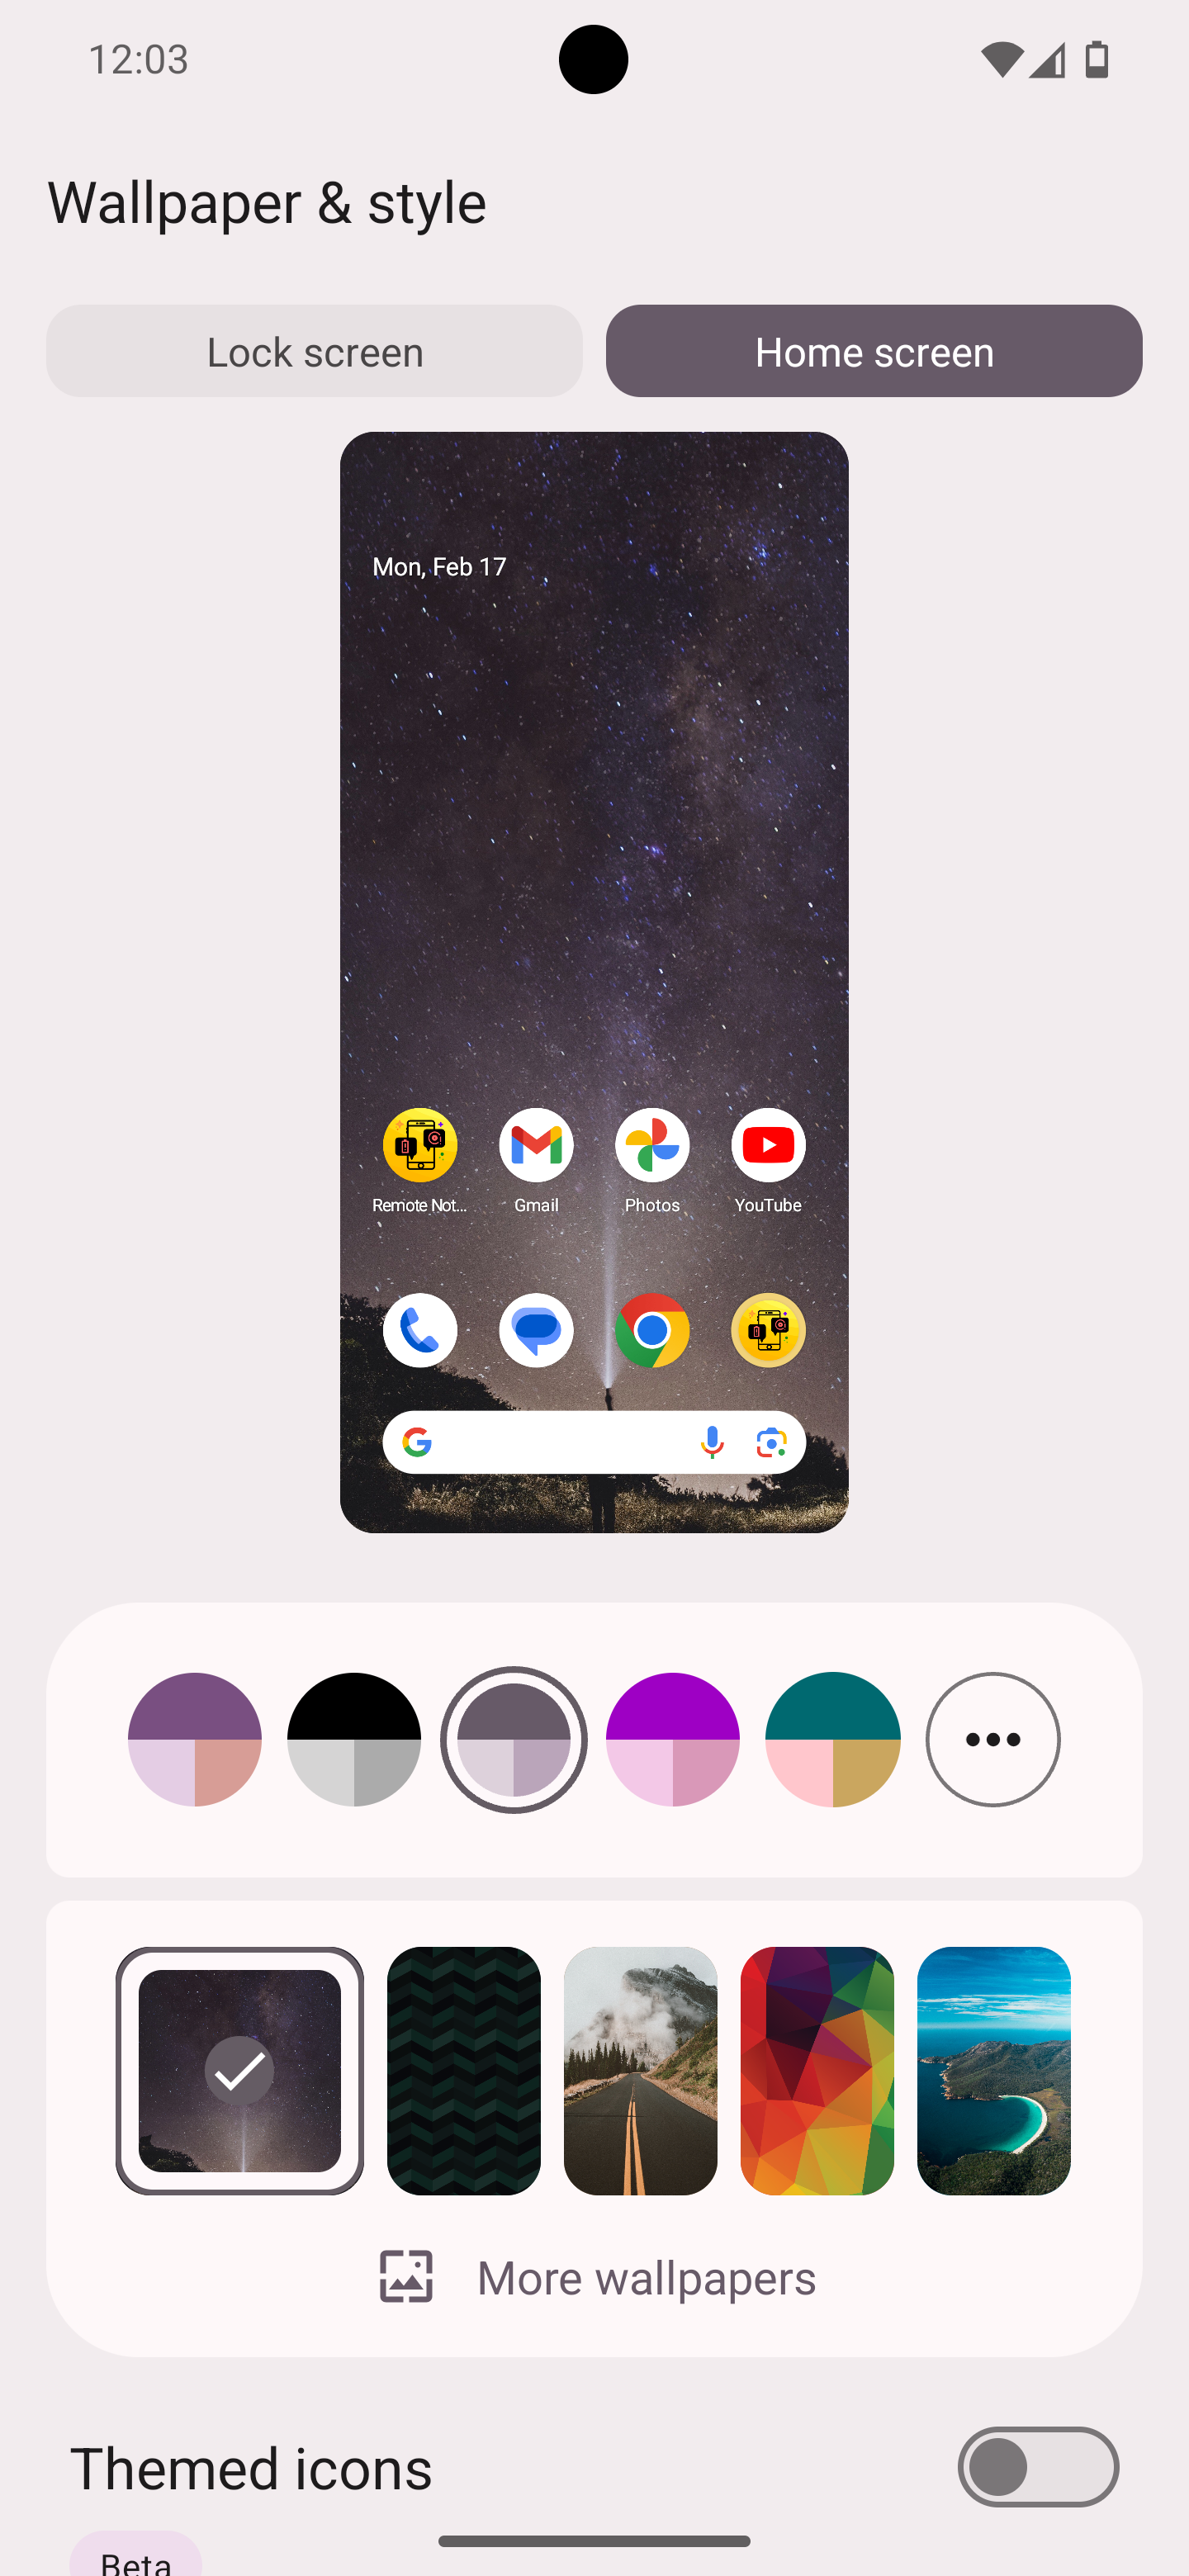 12:03
Wallpaper & style
Lock screen
Home screen
Mon, Feb 17
Remote Not...
Gmail
Photos
YouTube
More wallpapers
Themed icons
Beta